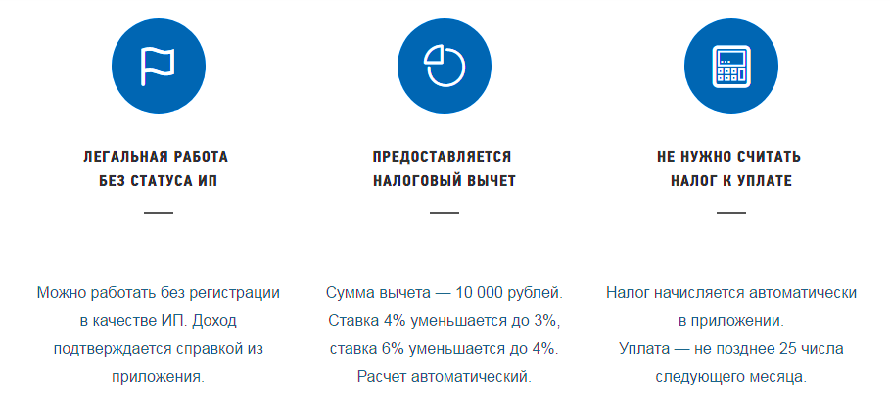 ЛЕГАЛЬНАЯ РАБОТА
БЕЗ СТАТУСА ИП
Можно работать без регистрации
в качестве ИП. Доход
подтверждается справкой из
приложения.
ПРЕДОСТАВЛЯЕТСЯ
НАЛОГОВЫЙ ВЫЧЕТ
Сумма вычета — 10 000 рублей.
Ставка 4% уменьшается до 3%,
ставка 6% уменьшается до 4%.
Расчет автоматический.
НЕ НУЖНО СЧИТАТЬ
НАЛОГ К УПЛАТЕ
Налог начисляется автоматически
в приложении.
Уплата — не позднее 25 числа
следующего месяца.